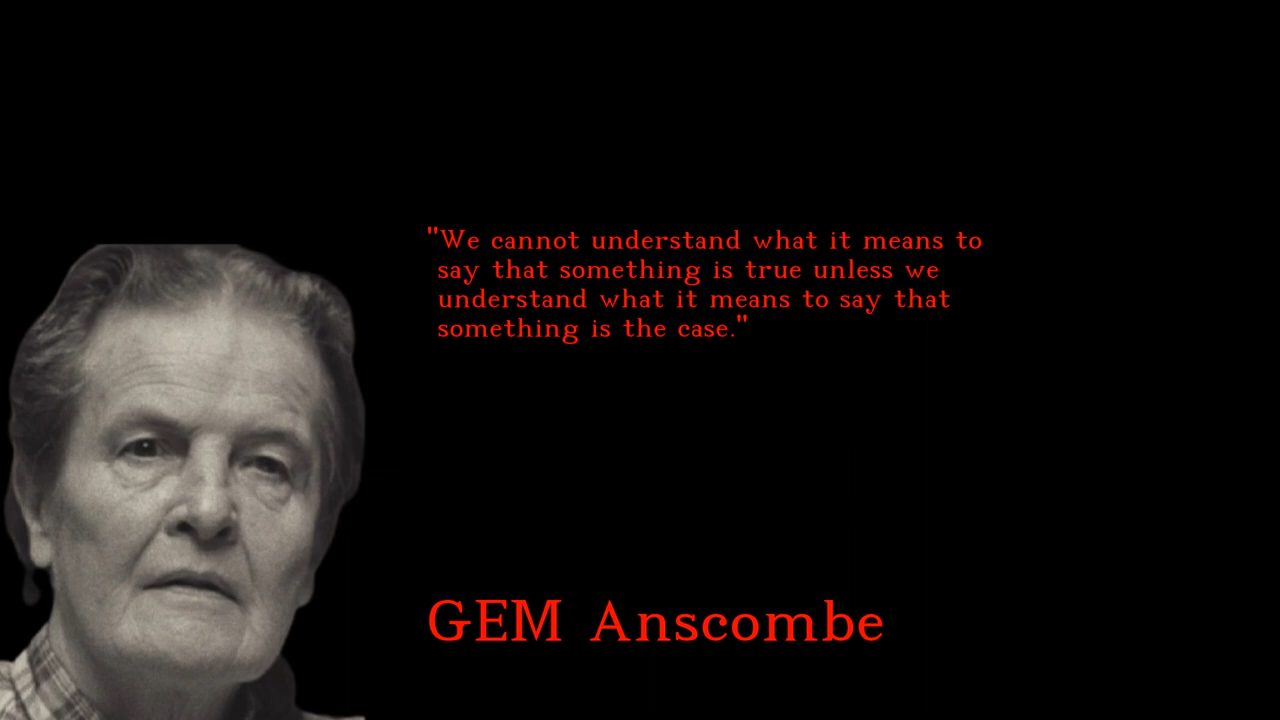 "We cannot understand what it means to
say that something is true unless we
understand what it means to say that
something is the case."
GEM Anscombe